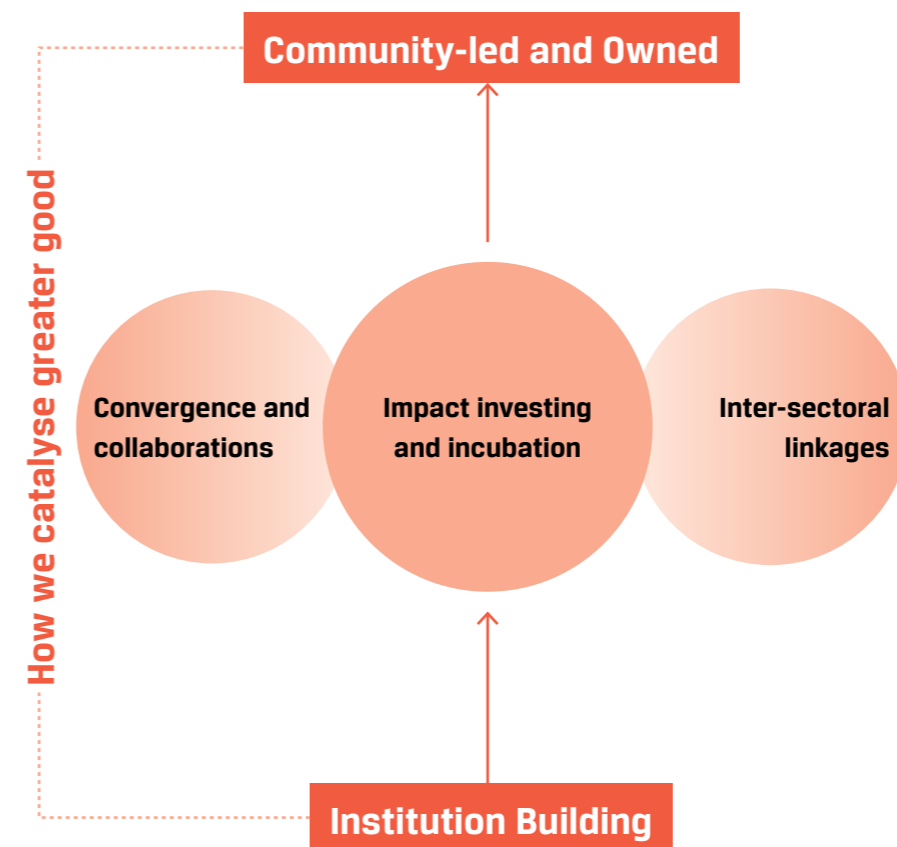 Community-led and Owned
How we catalyse greater good
Convergence and
collaborations
Impact investing
and incubation
Inter-sectoral
linkages
Institution Building